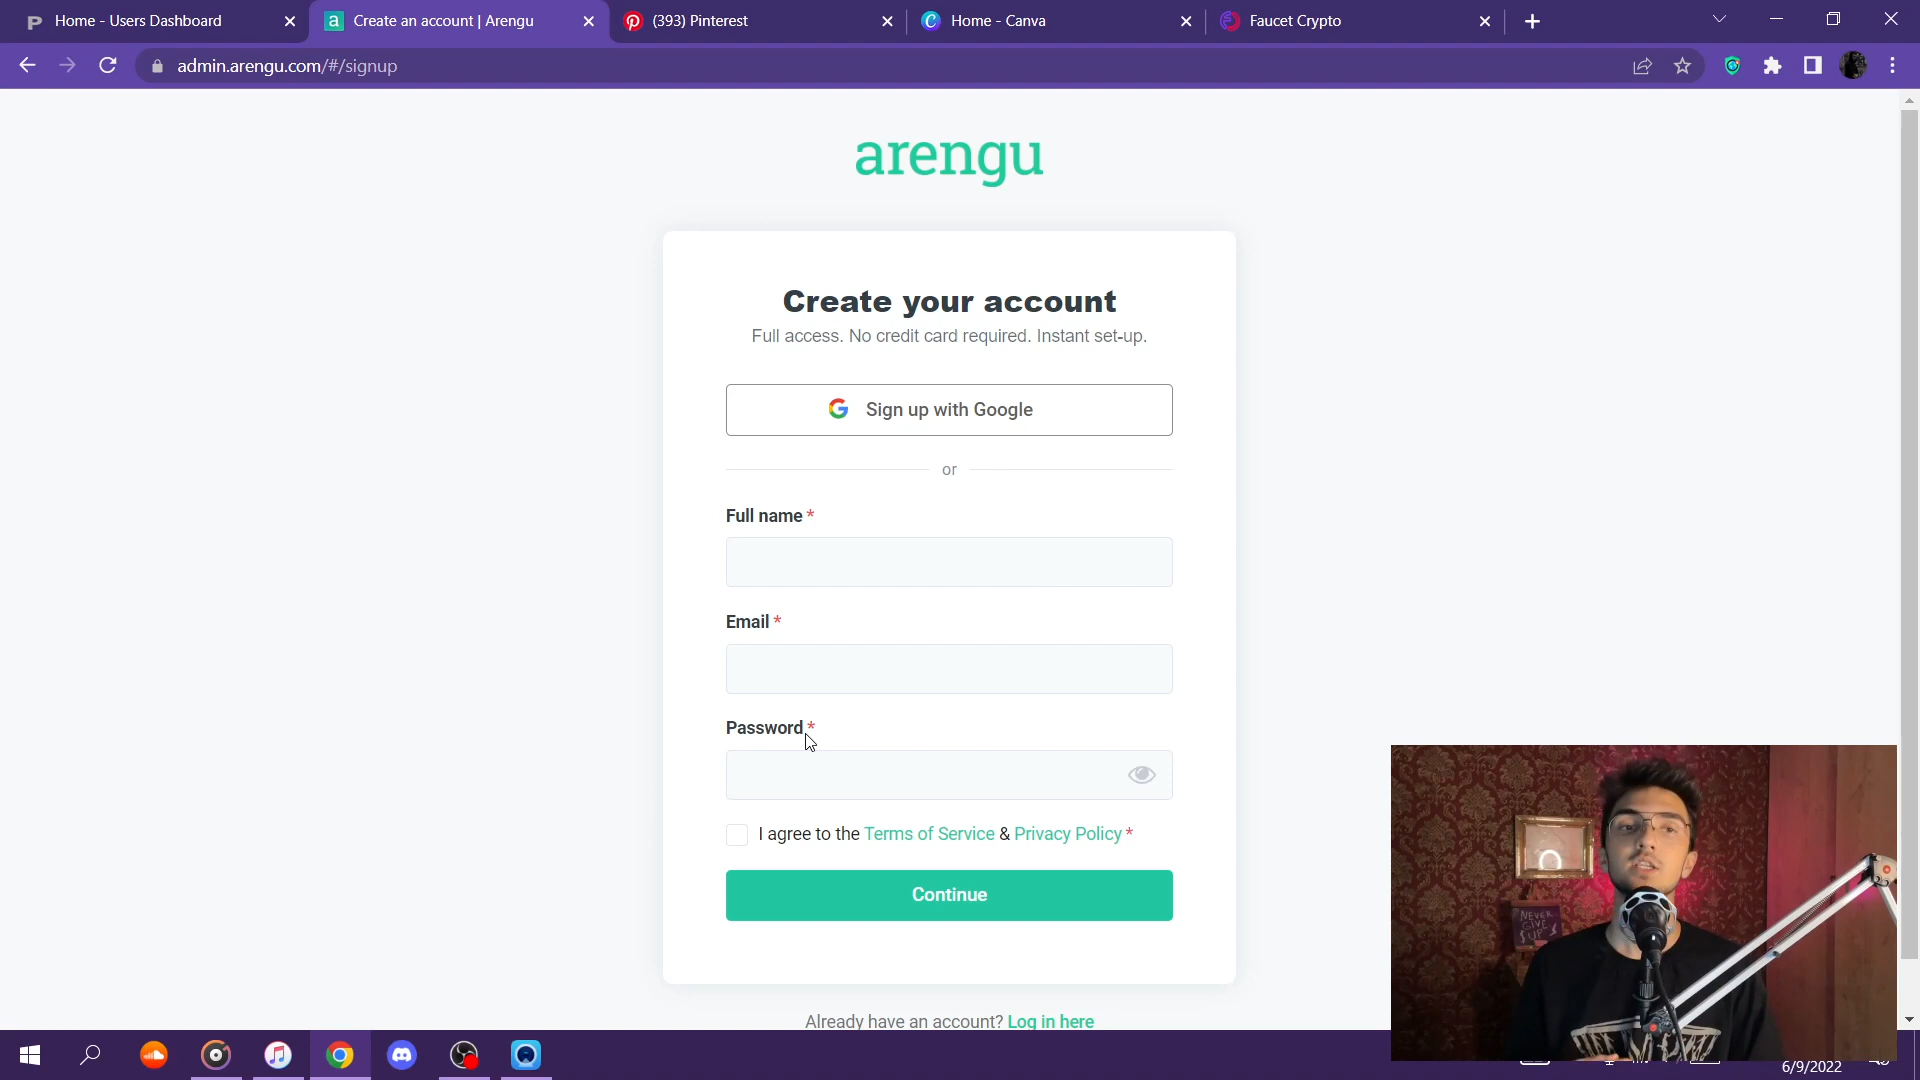 Home - Users Dashboard
a Create an account | Arengu
(393) Pinterest
Home - Canva
Faucet Crypto
admin.arengu.com/#/signup
arengu
Create your account
Full access. No credit card required. Instant set-up.
Sign up with Google
or
Full name *
Email *
Password *
I agree to the Terms of Service & Privacy Policy *
Continue
Already have an account? Log in here
NEVER
GIVE
UP
6/9/2022